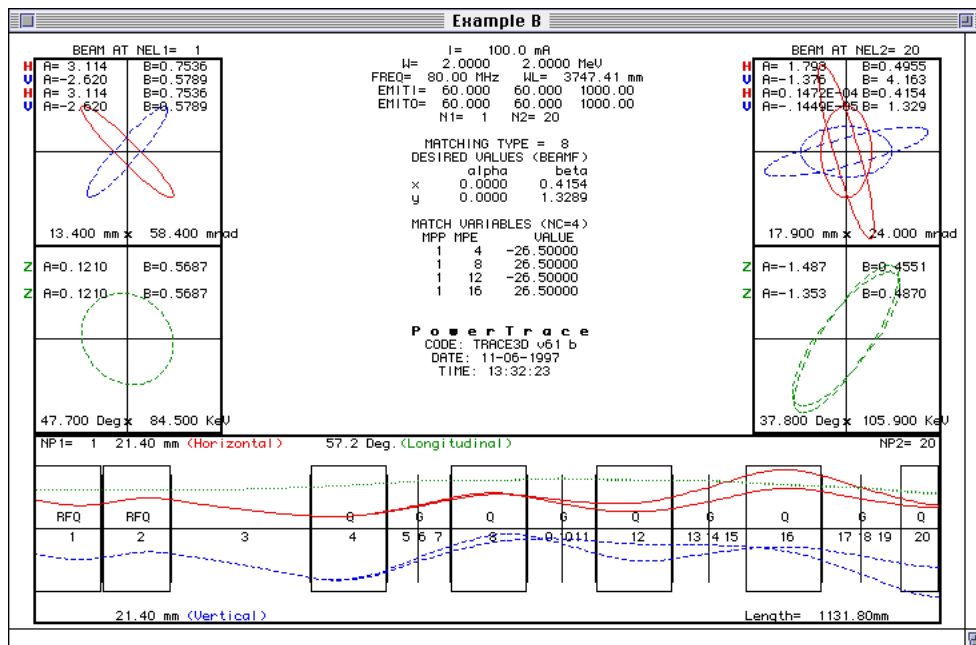 Example B
BEAM AT NEL1= 1
H A= 3.114 B=0.7536
V A=-2.620 B=0.5789
H A= 3.114 B=0.7536
V A=-2.620 B=0.5789
13.400 mm x 58.400 mrad
Z A=0.1210 B=0.5687
Z A=0.1210 B=0.5687
47.700 Deg x 84.500 KeV
I= 100.0 mA
W= 2.0000 2.0000 MeV
FREQ= 80.00 MHz WL= 3747.41 mm
EMITI= 60.000 60.000 1000.00
EMITO= 60.000 60.000 1000.00
N1= 1 N2= 20
MATCHING TYPE = 8
DESIRED VALUES (BEAMF)
alpha beta
x 0.0000 0.4154
y 0.0000 1.3289
MATCH VARIABLES (NC=4)
MPP MPE VALUE
1 4 -26.50000
1 8 26.50000
1 12 -26.50000
1 16 26.50000
PowerTrace
CODE: TRACE3D v61 b
DATE: 11-06-1997
TIME: 13:32:23
BEAM AT NEL2= 20
H A= 1.793 B=0.4955
V A=-1.376 B= 4.163
H A=0.1472E-04 B=0.4154
V A=-.1449E-05 B= 1.329
17.900 mm x 24.000 mrad
Z A=-1.487 B=0.4551
Z A=-1.353 B=0.4870
37.800 Deg x 105.900 KeV
NP1= 1 21.40 mm (Horizontal) 57.2 Deg.(Longitudinal) NP2= 20
RFQ RFQ Q G Q G Q G Q G Q
1 2 3 4 5 6 7 8 9 10 11 12 13 14 15 16 17 18 19 20
21.40 mm (Vertical) Length= 1131.80mm